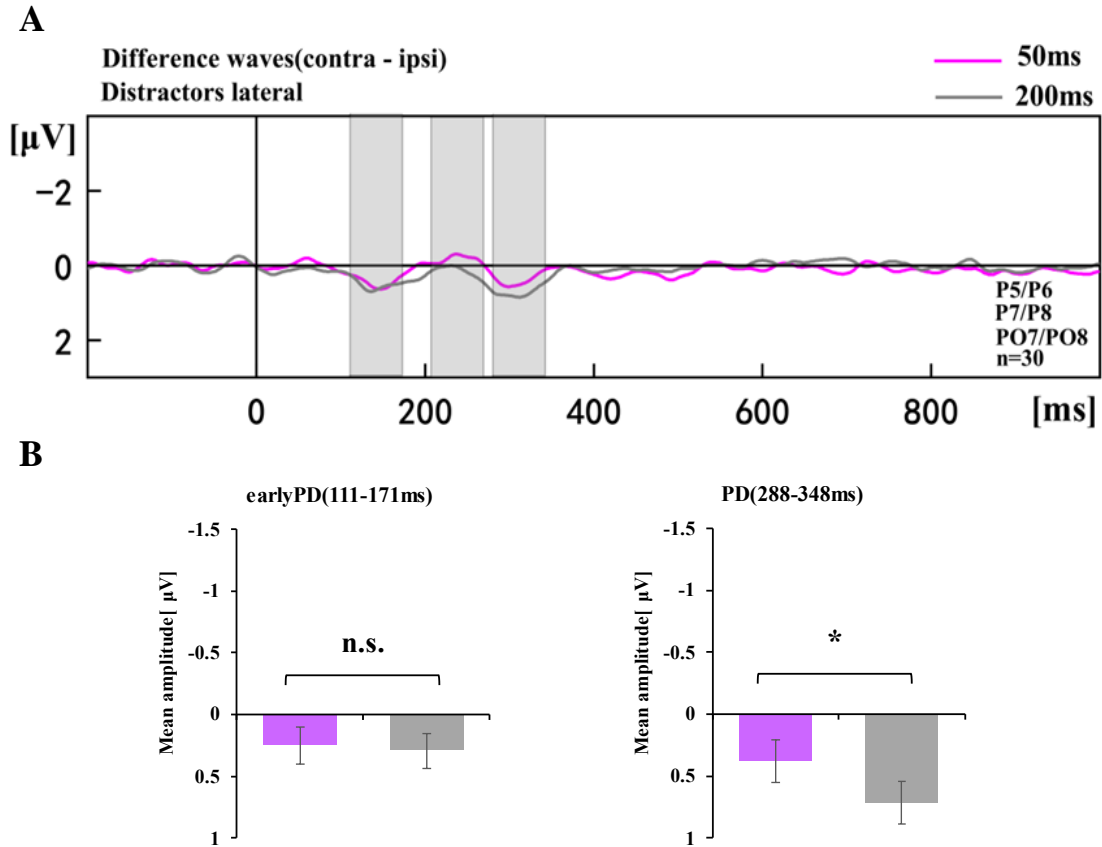 A
Difference waves(contra - ipsi)
Distractors lateral
50ms
200ms
[μV]
-2
0
2
P5/P6
P7/P8
PO7/PO8
n=30
0
200
400
600
800
[ms]
B
earlyPD(111-171ms)
Mean amplitude[ μV]
-1.5
-1
-0.5
0
0.5
1
n.s.
PD(288-348ms)
Mean amplitude[ μV]
-1.5
-1
-0.5
0
0.5
1
*